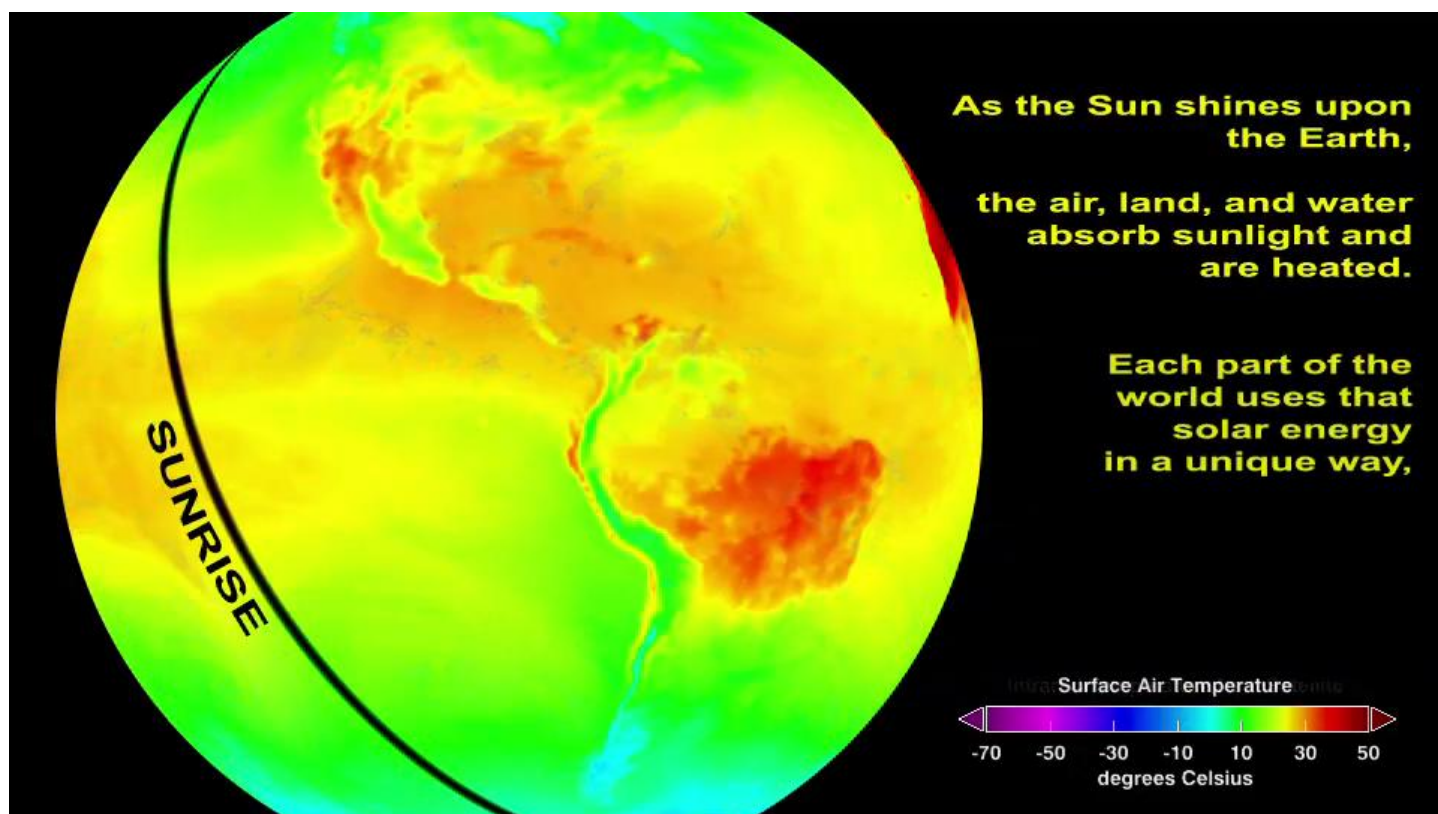 As the Sun shines upon
the Earth,
the air, land, and water
absorb sunlight and
are heated.
Each part of the
world uses that
solar energy
in a unique way,
SUNRISE
Surface Air Temperature
-70 -50 -30 -10 10 30 50
degrees Celsius